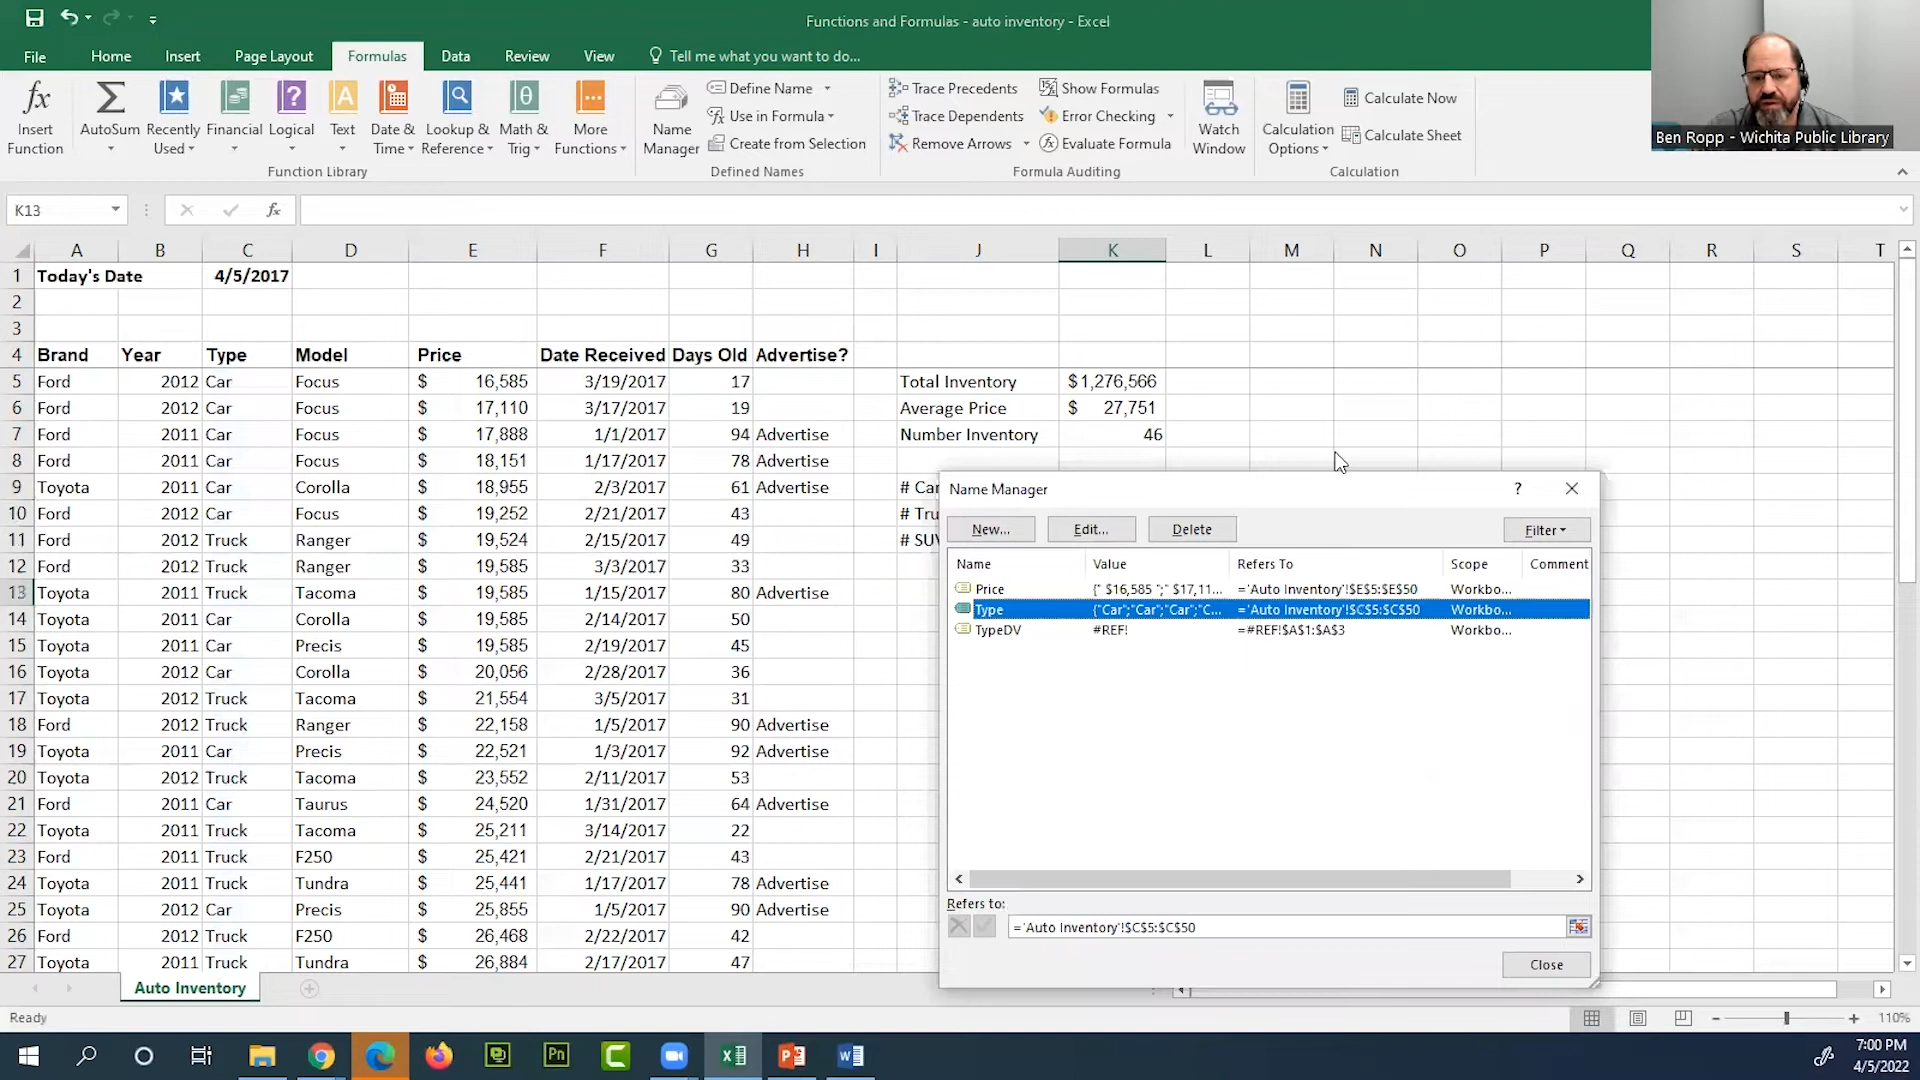 Functions and Formulas - auto inventory - Excel
File Home Insert Page Layout Formulas Data Review View Tell me what you want to do...
Insert Function
AutoSum
Recently Used
Financial
Logical
Text
Date & Time
Lookup & Reference
Math & Trig
More Functions
Function Library
Name Manager
Define Name
Use in Formula
Create from Selection
Defined Names
Trace Precedents
Trace Dependents
Remove Arrows
Show Formulas
Error Checking
Evaluate Formula
Formula Auditing
Watch Window
Calculation Options
Calculate Now
Calculate Sheet
Calculation
Ben Ropp - Wichita Public Library
K13
fx
A B C D E F G H I J K L M N O P Q R S T
1 Today's Date 4/5/2017
2
3
4 Brand Year Type Model Price Date Received Days Old Advertise?
5 Ford 2012 Car Focus $ 16,585 3/19/2017 17 Total Inventory $1,276,566
6 Ford 2012 Car Focus $ 17,110 3/17/2017 19 Average Price $ 27,751
7 Ford 2011 Car Focus $ 17,888 1/1/2017 94 Advertise Number Inventory 46
8 Ford 2011 Car Focus $ 18,151 1/17/2017 78 Advertise
9 Toyota 2011 Car Corolla $ 18,955 2/3/2017 61 Advertise # Car
10 Ford 2012 Car Focus $ 19,252 2/21/2017 43 # Tru
11 Ford 2012 Truck Ranger $ 19,524 2/15/2017 49 # SUV
12 Ford 2012 Truck Ranger $ 19,585 3/3/2017 33
13 Toyota 2011 Truck Tacoma $ 19,585 1/15/2017 80 Advertise
14 Toyota 2011 Car Corolla $ 19,585 2/14/2017 50
15 Toyota 2011 Car Precis $ 19,585 2/19/2017 45
16 Toyota 2012 Car Corolla $ 20,056 2/28/2017 36
17 Toyota 2012 Truck Tacoma $ 21,554 3/5/2017 31
18 Ford 2012 Truck Ranger $ 22,158 1/5/2017 90 Advertise
19 Toyota 2011 Car Precis $ 22,521 1/3/2017 92 Advertise
20 Toyota 2012 Truck Tacoma $ 23,552 2/11/2017 53
21 Ford 2011 Car Taurus $ 24,520 1/31/2017 64 Advertise
22 Toyota 2011 Truck Tacoma $ 25,211 3/14/2017 22
23 Ford 2011 Truck F250 $ 25,421 2/21/2017 43
24 Toyota 2011 Truck Tundra $ 25,441 1/17/2017 78 Advertise
25 Toyota 2012 Car Precis $ 25,855 1/5/2017 90 Advertise
26 Ford 2012 Truck F250 $ 26,468 2/22/2017 42
27 Toyota 2011 Truck Tundra $ 26,884 2/17/2017 47
Name Manager ?
New... Edit... Delete Filter
Name Value Refers To Scope Comment
Price {" $16,585 ";" $17,11... ='Auto Inventory'!$E$5:$E$50 Workbo...
Type {"Car";"Car";"Car";"C... ='Auto Inventory'!$C$5:$C$50 Workbo...
TypeDV #REF! =#REF!$A$1:$A$3 Workbo...
Refers to:
='Auto Inventory'!$C$5:$C$50
Close
Auto Inventory
Ready 110%
Pn
7:00 PM
4/5/2022